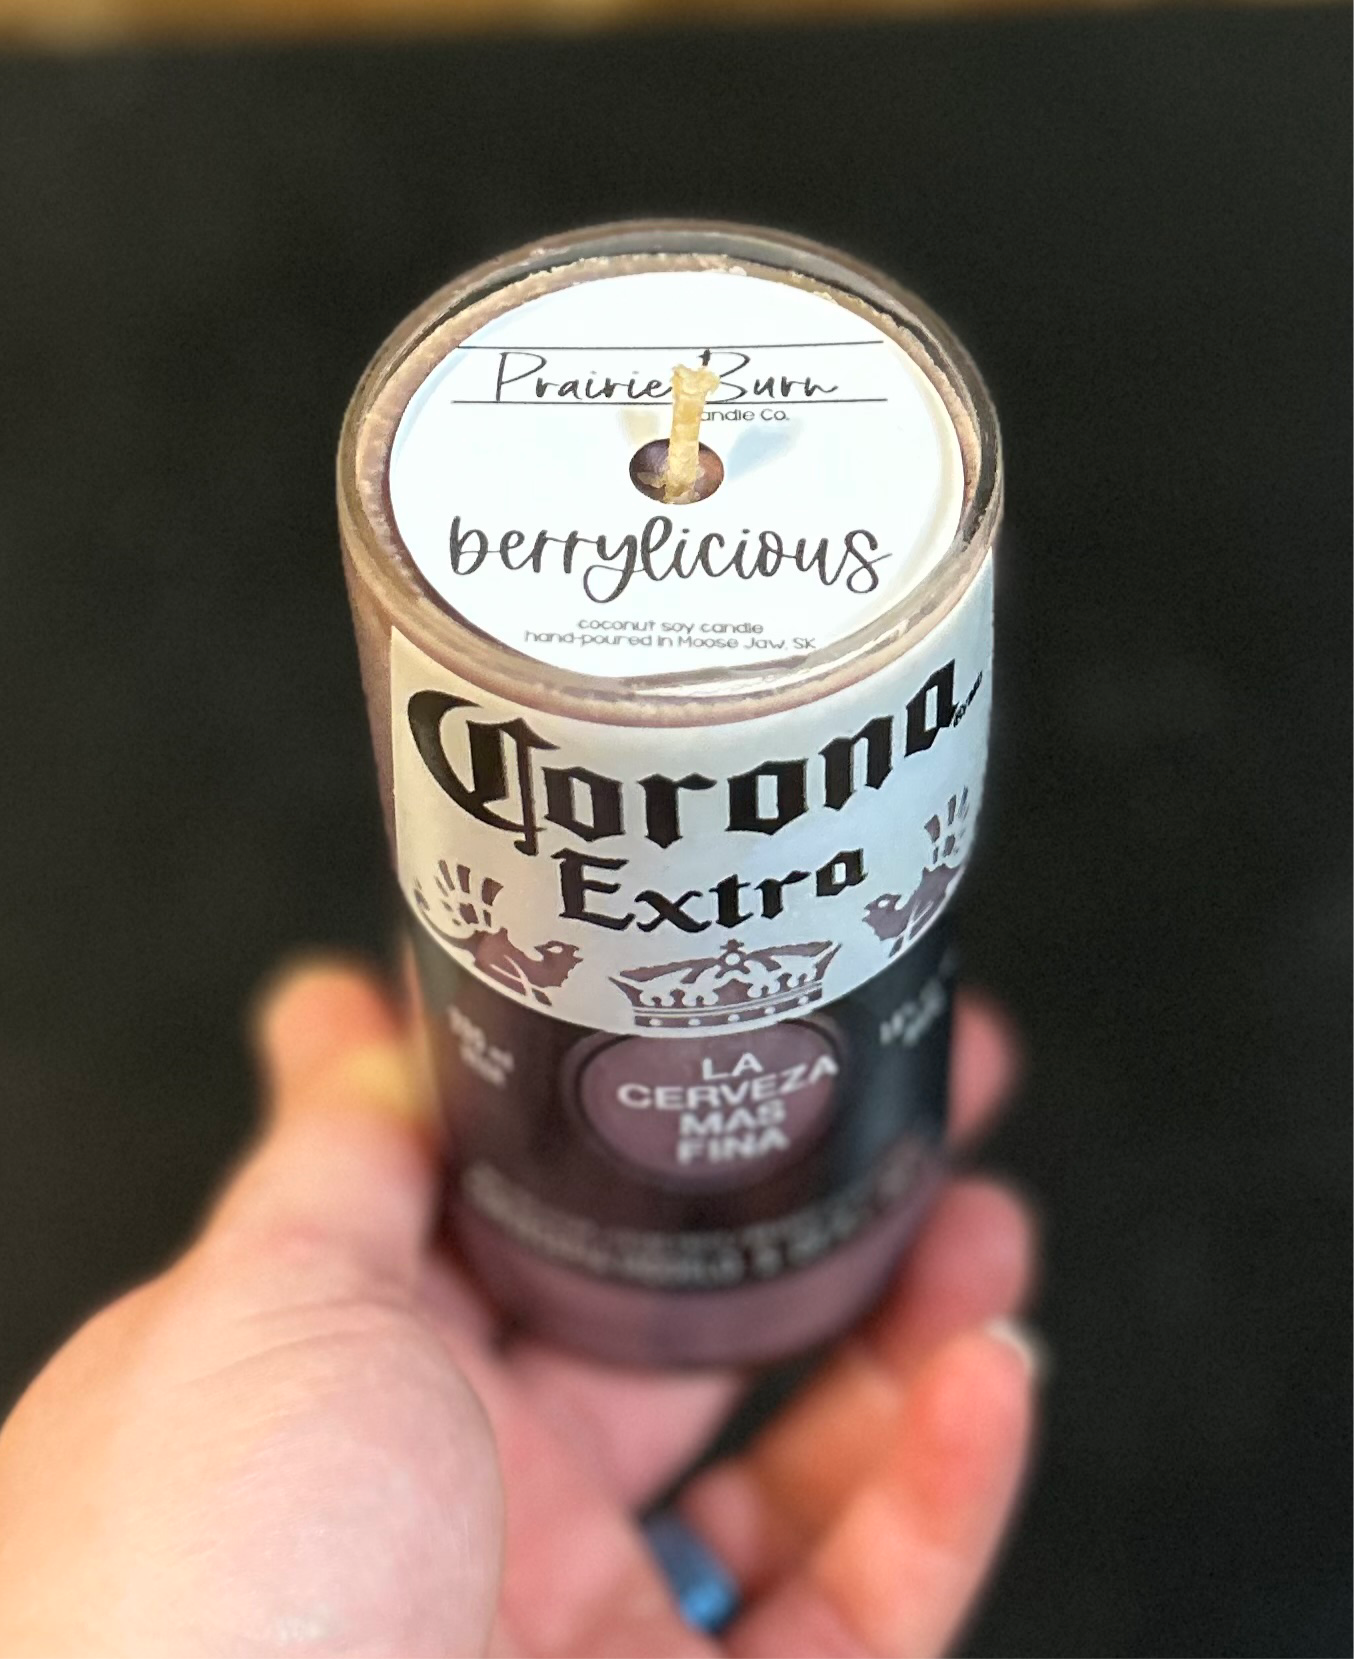 Prairie Burn
Co.
berrylicious
coconut soy candle
hand-poured in Moose Jaw, SK
Corona
Extra
LA
CERVEZA
MAS
FINA